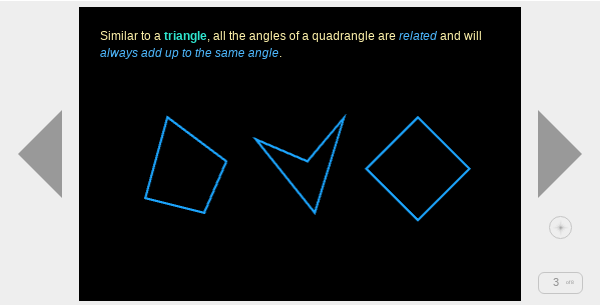 Similar to a triangle, all the angles of a quadrangle are related and will
always add up to the same angle.
3